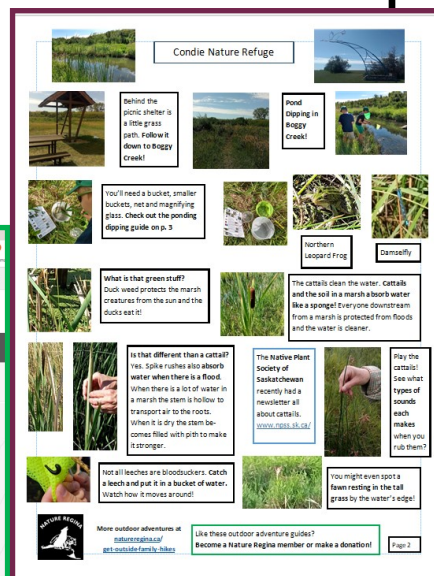 Condie Nature Refuge
Behind the
picnic shelter is
a little grass
path. Follow it
down to Boggy
Creek!
Pond
Dipping in
Boggy
Creek!
You'll need a bucket, smaller
buckets, net and magnifying
glass. Check out the ponding
dipping guide on p. 3
Northern
Leopard Frog
Damselfly
What is that green stuff?
Duck weed protects the marsh
creatures from the sun and the
ducks eat it!
The cattails clean the water. Cattails
and the soil in a marsh absorb water
like a sponge! Everyone downstream
from a marsh is protected from floods
and the water is cleaner.
Is that different than a cattail?
Yes. Spike rushes also absorb
water when there is a flood.
When there is a lot of water in
a marsh the stem is hollow to
transport air to the roots.
When it is dry the stem be-
comes filled with pith to make
it stronger.
The Native Plant
Society of
Saskatchewan
recently had a
newsletter all
about cattails.
www.npss.sk.ca/
Play the
cattails!
See what
types of
sounds
each
makes
when you
rub them?
Not all leeches are bloodsuckers. Catch
a leech and put it in a bucket of water.
Watch how it moves around!
You might even spot a
fawn resting in the tall
grass by the water's edge!
NATURE REGINA
More outdoor adventures at
natureregina.ca/
get-outside-family-hikes
Like these outdoor adventure guides?
Become a Nature Regina member or make a donation!
Page 2